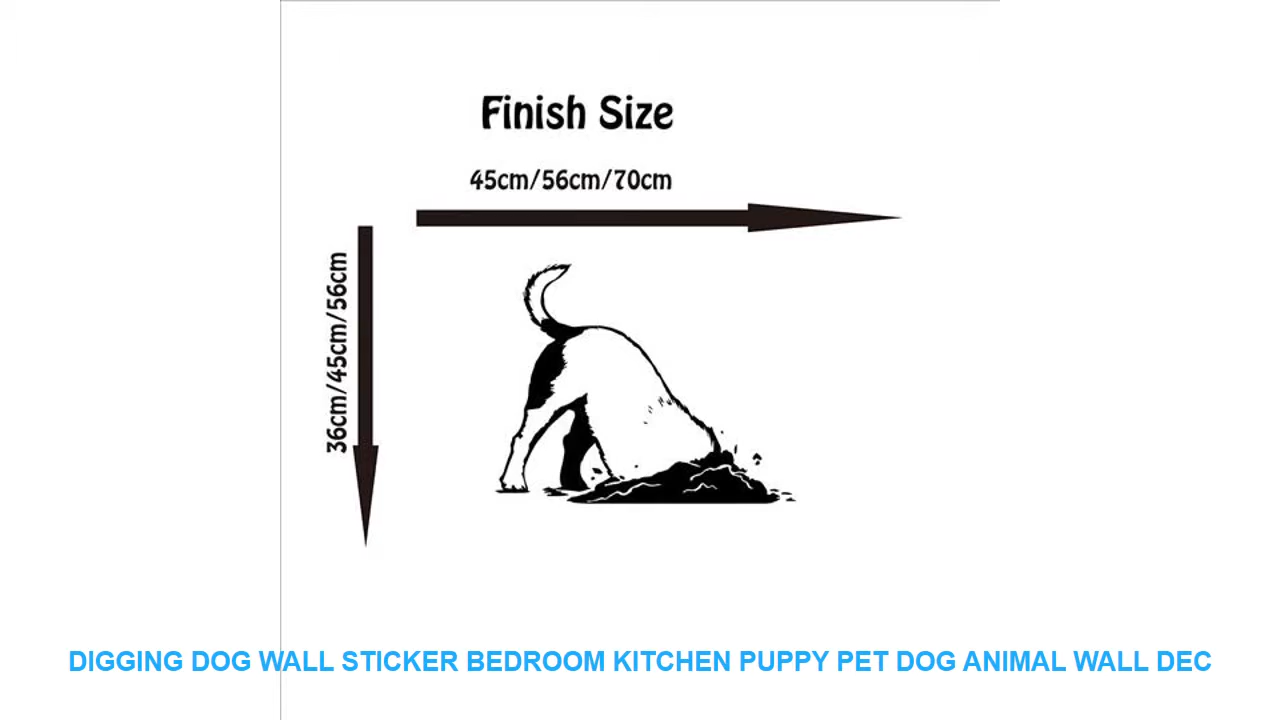 Finish Size
45cm/56cm/70cm
36cm/45cm/56cm
DIGGING DOG WALL STICKER BEDROOM KITCHEN PUPPY PET DOG ANIMAL WALL DEC